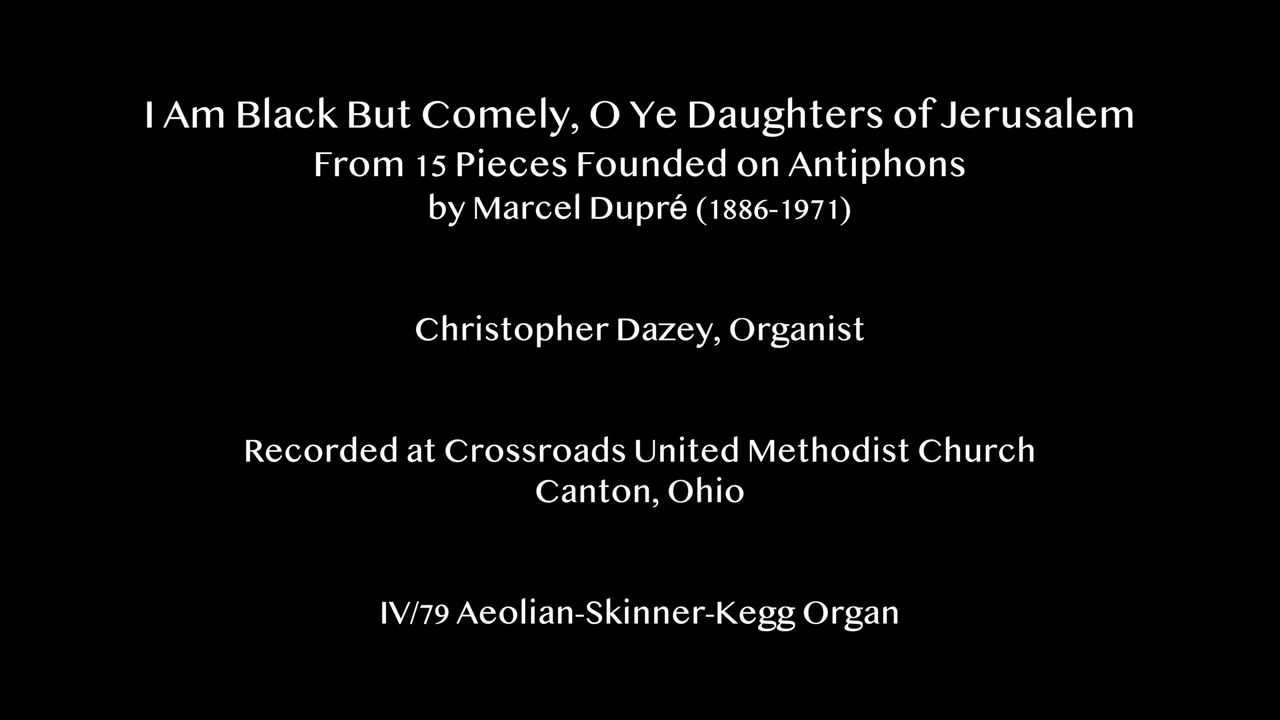 I Am Black But Comely, O Ye Daughters of Jerusalem
From 15 Pieces Founded on Antiphons
by Marcel Dupré (1886-1971)
Christopher Dazey, Organist
Recorded at Crossroads United Methodist Church
Canton, Ohio
IV/79 Aeolian-Skinner-Kegg Organ